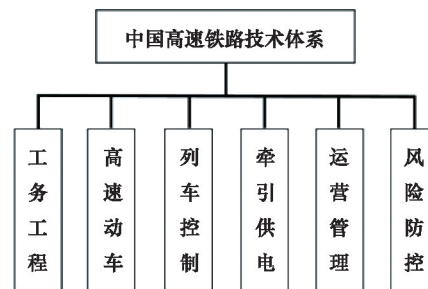 中国高速铁路技术体系
工务工程
高速动车
列车控制
牵引供电
运营管理
风险防控